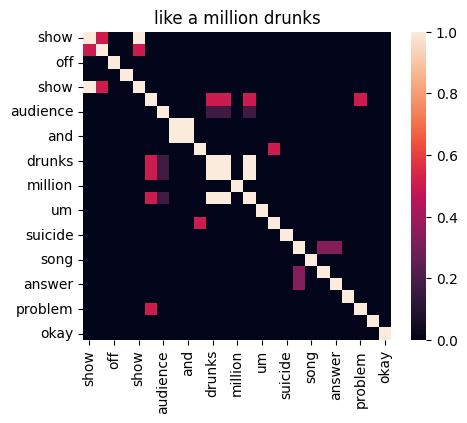 like a million drunks
show
off
show
audience
and
drunks
million
um
suicide
song
answer
problem
okay
show
off
show
audience
and
drunks
million
um
suicide
song
answer
problem
okay
1.0
0.8
0.6
0.4
0.2
0.0